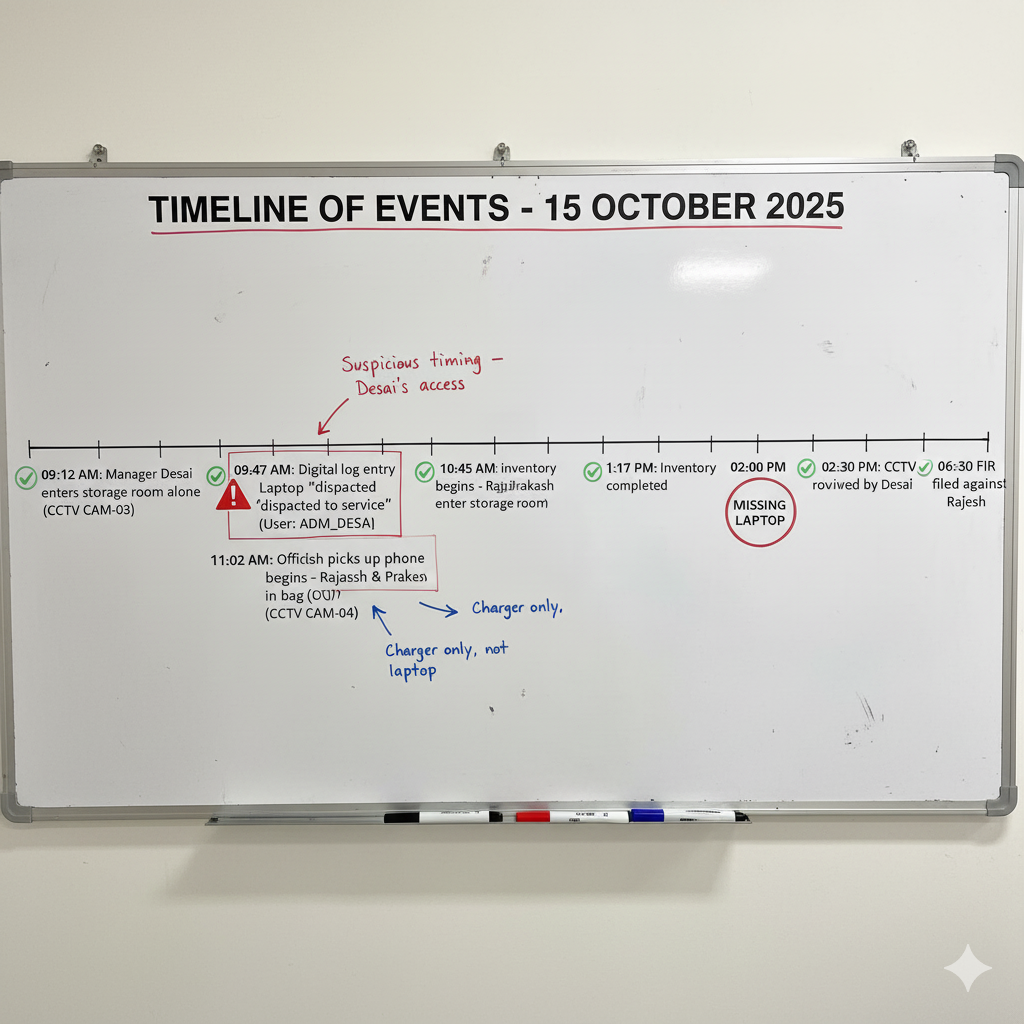 TIMELINE OF EVENTS - 15 OCTOBER 2025
Suspicious timing –
Desai's access
09:12 AM: Manager Desai
enters storage room alone
(CCTV CAM-03)
09:47 AM: Digital log entry
Laptop "dispacted
"dispacted to service"
(User: ADM_DESA)
11:02 AM: picks up phone
begins – Rajassh & Prakes
in bag
(CCTV CAM-04)
Charger only.
Charger only, not
laptop
10:45 AM: inventory
begins -
enter storage room
1:17 PM: Inventory
completed
02:00 PM
MISSING
LAPTOP
02:30 PM: CCTV
rovived by Desai
06:30 FIR
filed against
Rajesh